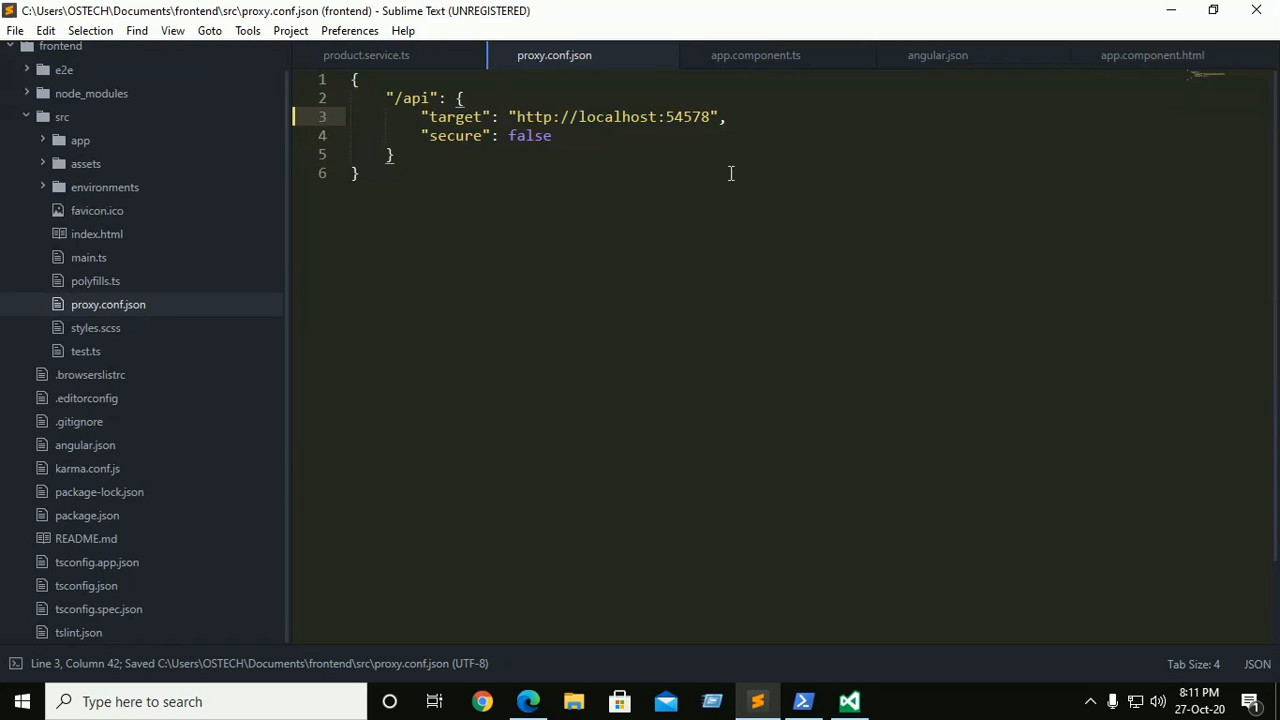 C:\Users\OSTECH\Documents\frontend\src\proxy.conf.json (frontend) - Sublime Text (UNREGISTERED)
File Edit Selection Find View Goto Tools Project Preferences Help
frontend
e2e
node_modules
src
app
assets
environments
favicon.ico
index.html
main.ts
polyfills.ts
proxy.conf.json
styles.scss
test.ts
.browserslistrc
.editorconfig
.gitignore
angular.json
karma.conf.js
package-lock.json
package.json
README.md
tsconfig.app.json
tsconfig.json
tsconfig.spec.json
tslint.json
product.service.ts proxy.conf.json app.component.ts angular.json app.component.html
1 {
2 "/api": {
3 "target": "http://localhost:54578",
4 "secure": false
5 }
6 }
Line 3, Column 42; Saved C:\Users\OSTECH\Documents\frontend\src\proxy.conf.json (UTF-8) Tab Size: 4 JSON
Type here to search
8:11 PM
27-Oct-20
1